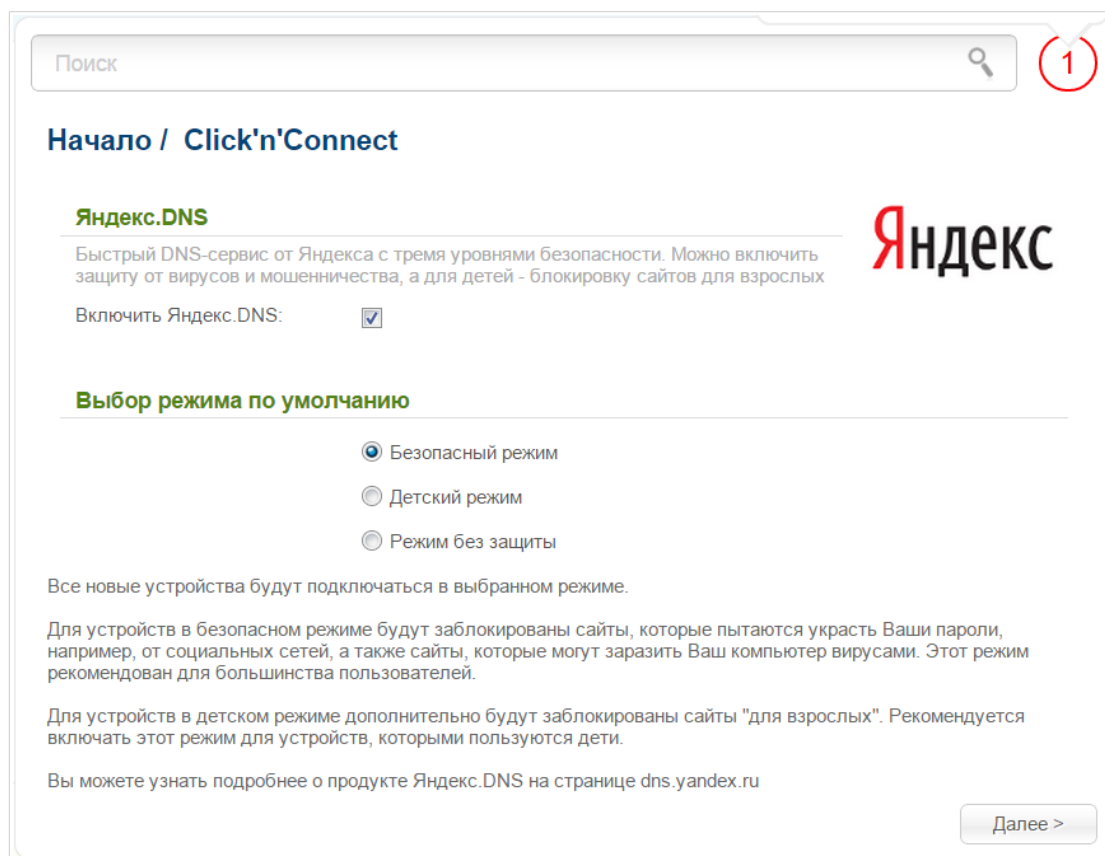 Поиск
1
Начало / Click'n'Connect
Яндекс.DNS
Яндекс
Быстрый DNS-сервис от Яндекса с тремя уровнями безопасности. Можно включить
защиту от вирусов и мошенничества, а для детей - блокировку сайтов для взрослых
Включить Яндекс.DNS:
Выбор режима по умолчанию
Безопасный режим
Детский режим
Режим без защиты
Все новые устройства будут подключаться в выбранном режиме.
Для устройств в безопасном режиме будут заблокированы сайты, которые пытаются украсть Ваши пароли,
например, от социальных сетей, а также сайты, которые могут заразить Ваш компьютер вирусами. Этот режим
рекомендован для большинства пользователей.
Для устройств в детском режиме дополнительно будут заблокированы сайты "для взрослых". Рекомендуется
включать этот режим для устройств, которыми пользуются дети.
Вы можете узнать подробнее о продукте Яндекс.DNS на странице dns.yandex.ru
Далее >